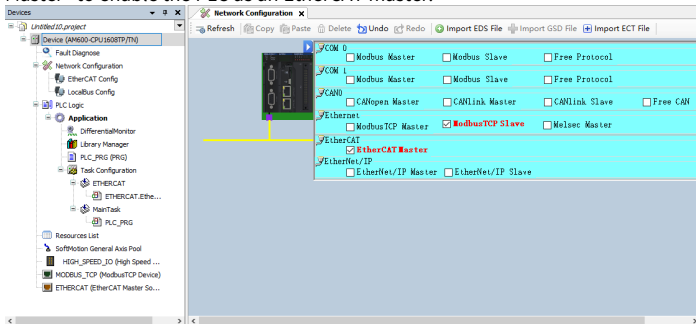 Master" to enable the PLC as an EtherCAT master.
Devices
Untitled10.project
Device (AM600-CPU1608TP/TN)
Fault Diagnose
Network Configuration
EtherCAT Config
LocalBus Config
PLC Logic
Application
DifferentialMonitor
Library Manager
PLC_PRG (PRG)
Task Configuration
ETHERCAT
ETHERCAT.Ethe...
MainTask
PLC_PRG
Resources List
SoftMotion General Axis Pool
HIGH_SPEED_IO (High Speed ...
MODBUS_TCP (ModbusTCP Device)
ETHERCAT (EtherCAT Master So...
Network Configuration
Refresh Copy Paste Delete Undo Redo Import EDS File Import GSD File Import ECT File
COM 0
Modbus Master Modbus Slave Free Protocol
COM 1
Modbus Master Modbus Slave Free Protocol
CAN0
CANopen Master CANlink Master CANlink Slave Free CAN
Ethernet
ModbusTCP Master ModbusTCP Slave Melsec Master
EtherCAT
EtherCAT Master
EtherNet/IP
EtherNet/IP Master EtherNet/IP Slave